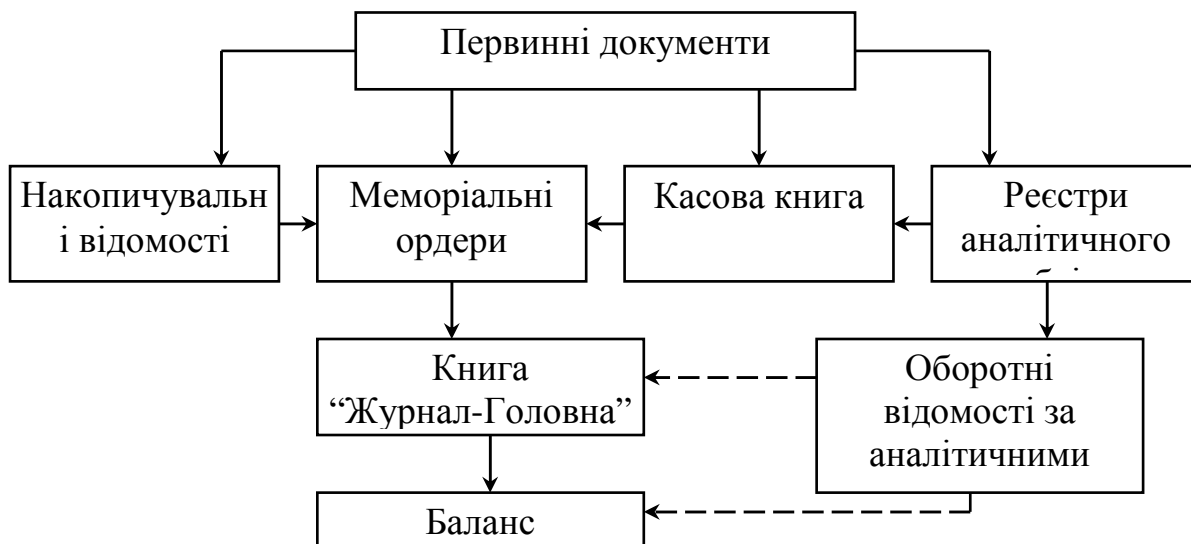 Первинні документи
Накопичувальн
і відомості
Меморіальні
ордери
Касова книга
Реєстри
аналітичного
Книга
“Журнал-Головна”
Оборотні
відомості за
аналітичними
Баланс